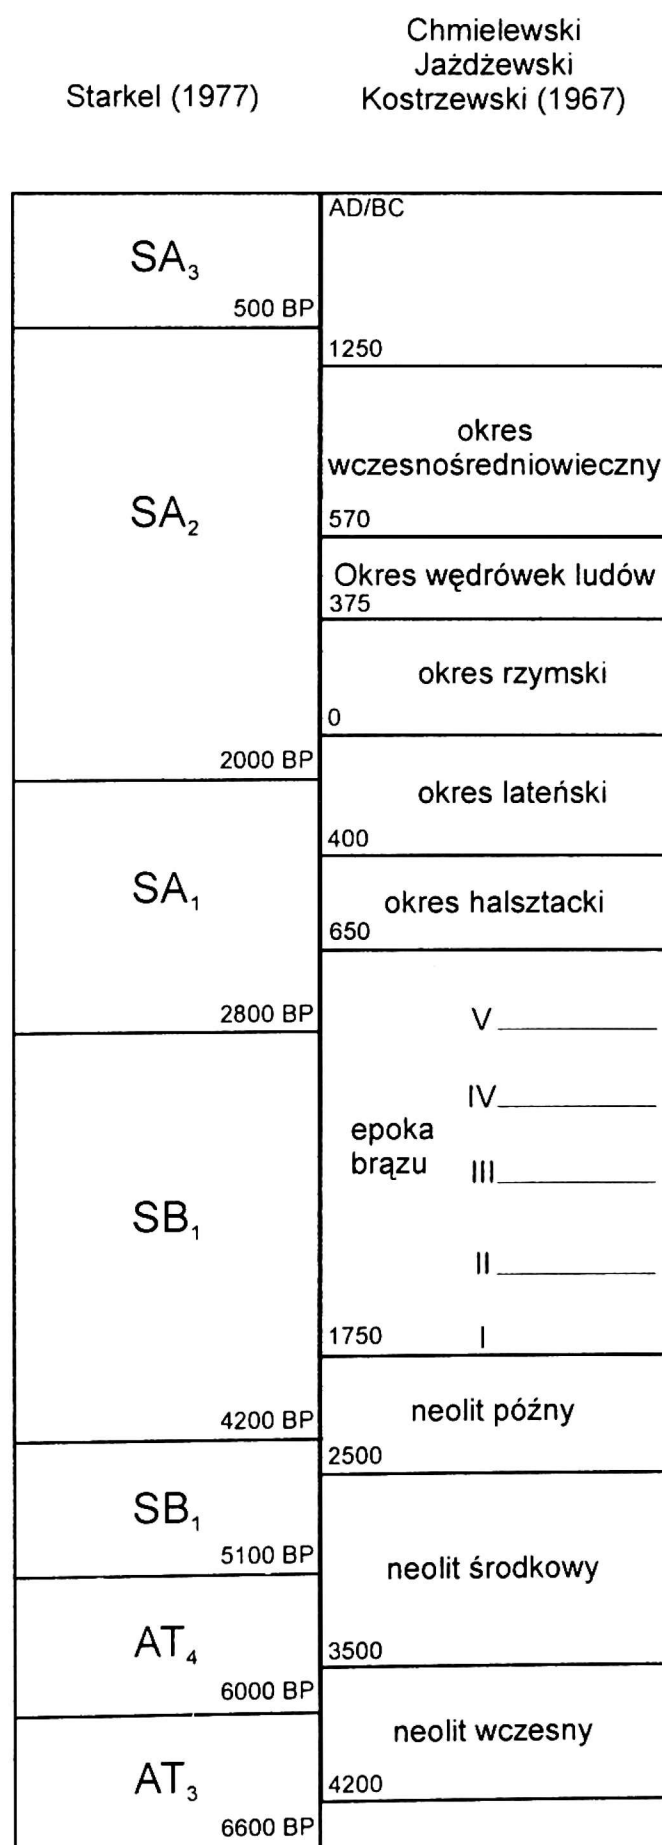 Starkel (1977)
Chmielewski
Jażdżewski
Kostrzewski (1967)
SA₃
500 BP
SA₂
2000 BP
SA₁
2800 BP
SB₁
4200 BP
SB₁
5100 BP
AT₄
6000 BP
AT₃
6600 BP
AD/BC
1250
okres
wczesnośredniowieczny
570
Okres wędrówek ludów
375
okres rzymski
0
okres lateński
400
okres halsztacki
650
V
IV
epoka
brązu
III
II
1750 I
neolit późny
2500
neolit środkowy
3500
neolit wczesny
4200